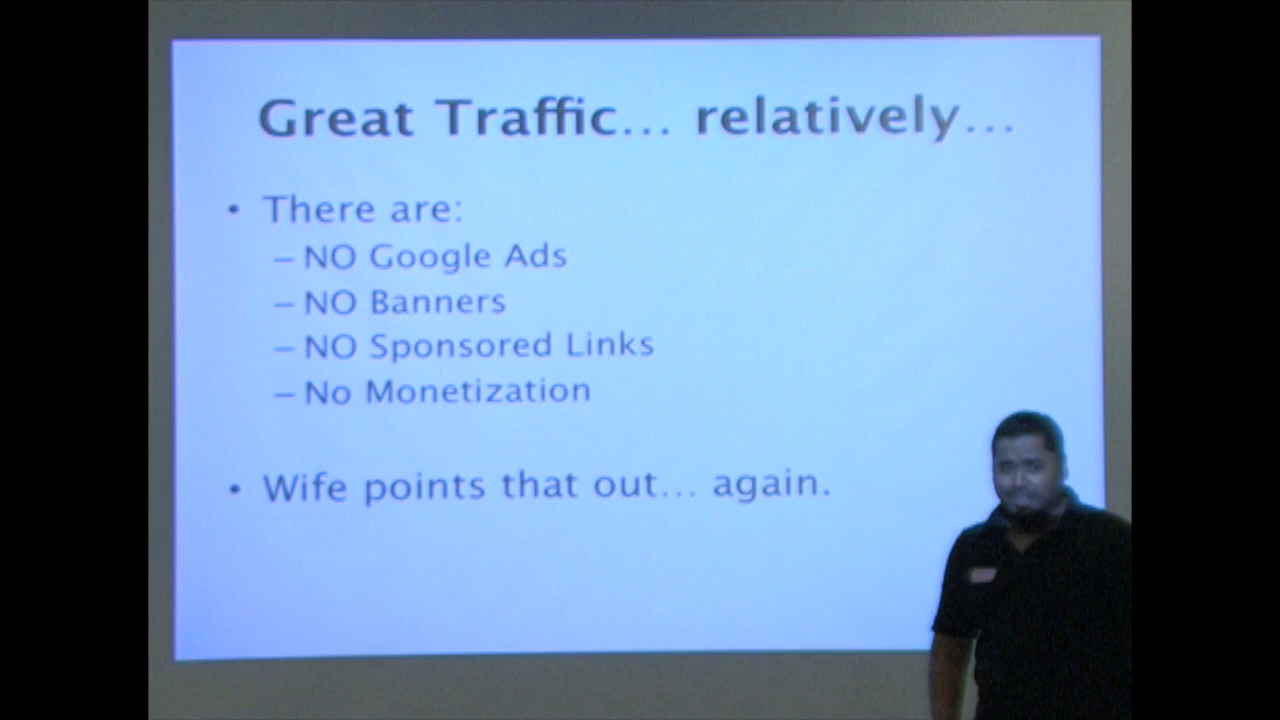 Great Traffic... relatively...
• There are:
– NO Google Ads
– NO Banners
– NO Sponsored Links
– No Monetization
• Wife points that out... again.